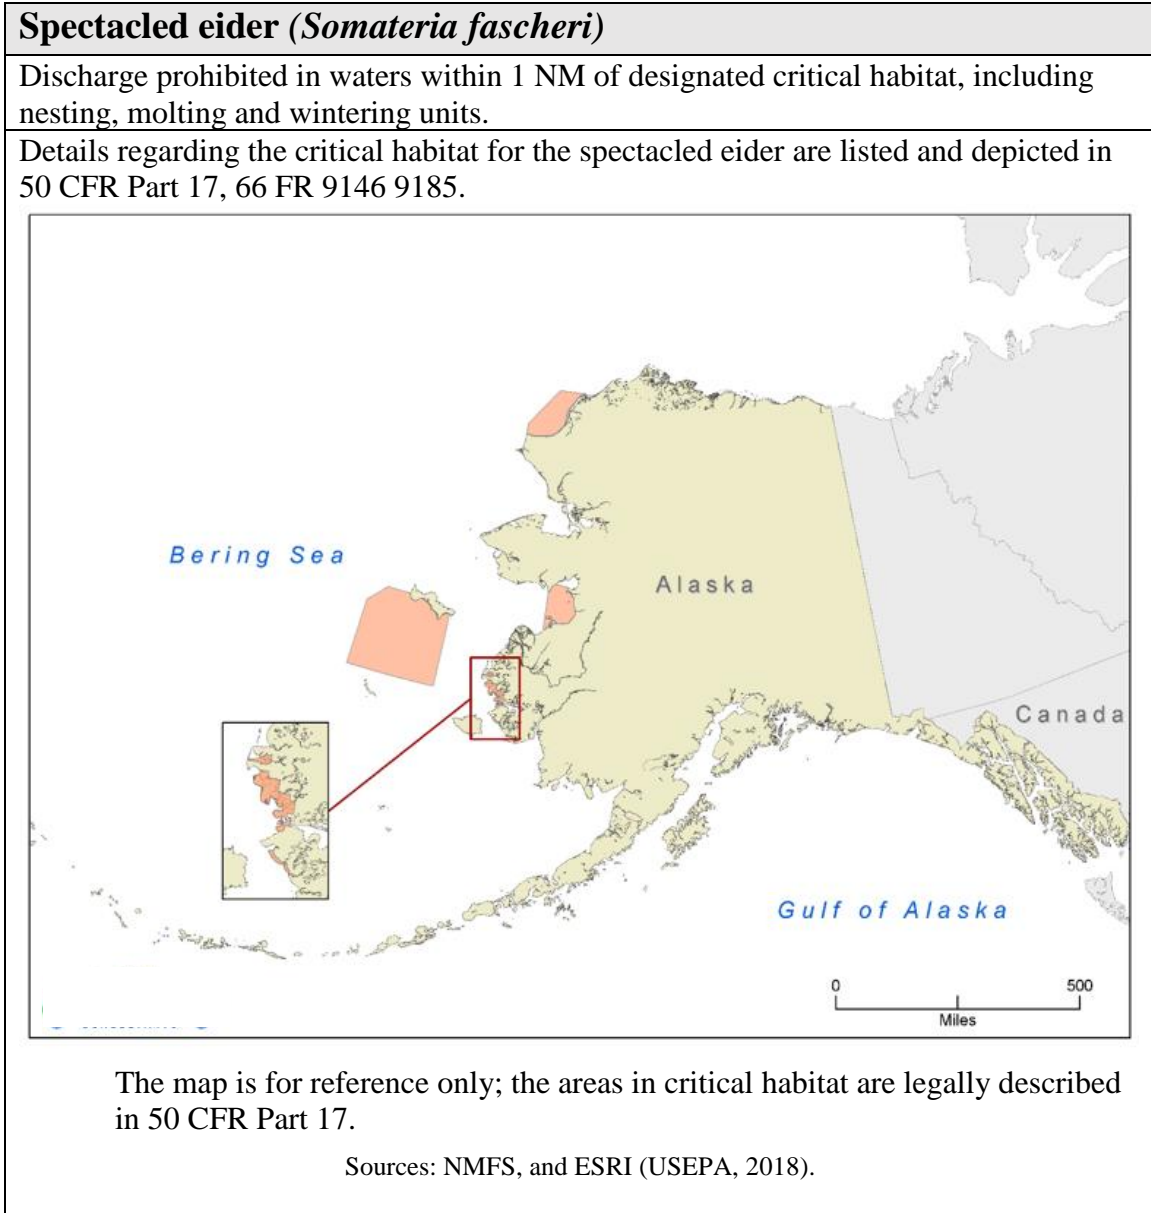 Spectacled eider (Somateria fascheri)
Discharge prohibited in waters within 1 NM of designated critical habitat, including
nesting, molting and wintering units.
Details regarding the critical habitat for the spectacled eider are listed and depicted in
50 CFR Part 17, 66 FR 9146 9185.
Bering Sea
Alaska
Canada
Gulf of Alaska
0 500
Miles
The map is for reference only; the areas in critical habitat are legally described
in 50 CFR Part 17.
Sources: NMFS, and ESRI (USEPA, 2018).